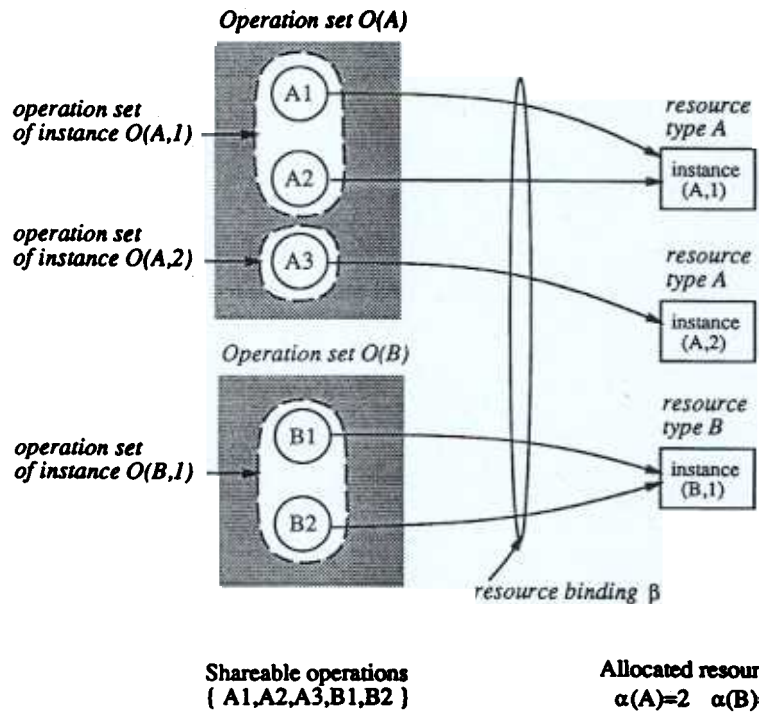 Operation set O(A)
A1
operation set
of instance O(A,1)
resource
type A
instance
(A,1)
A2
operation set
of instance O(A,2)
A3
resource
type A
instance
(A,2)
Operation set O(B)
resource
type B
B1
operation set
of instance O(B,1)
instance
(B,1)
B2
resource binding β
Shareable operations
{ A1,A2,A3,B1,B2 }
Allocated
α(A)=2 α(B)